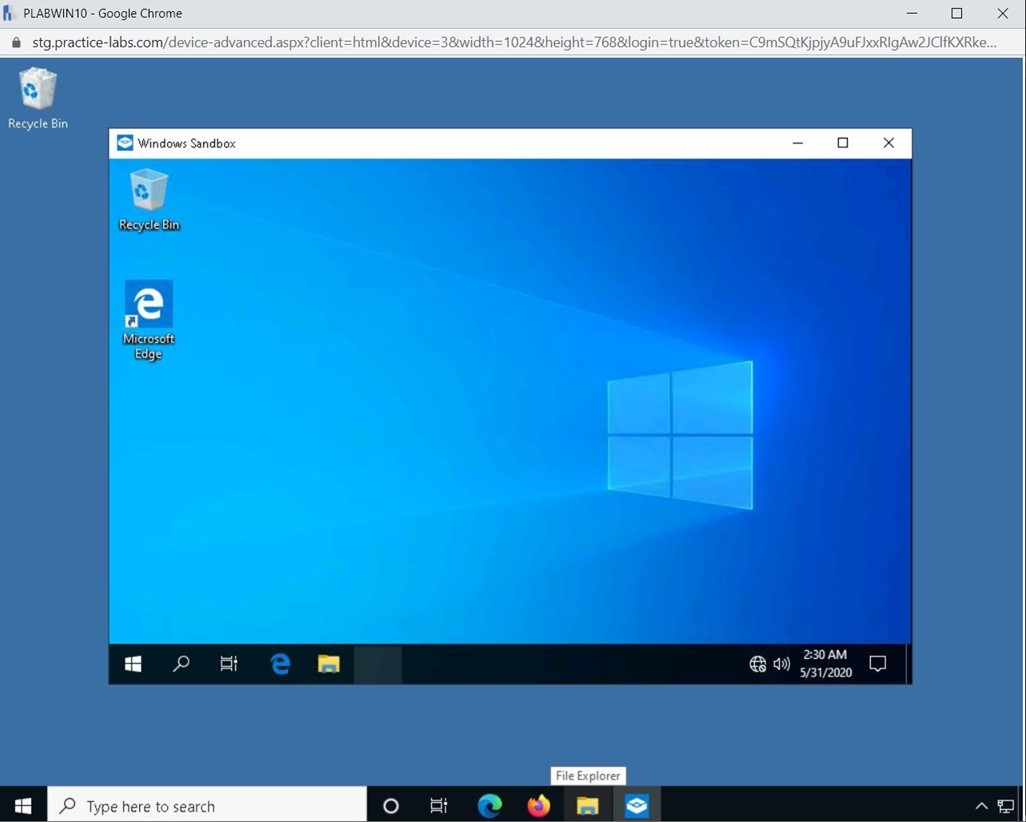 PLABWIN10 - Google Chrome
stg.practice-labs.com/device-advanced.aspx?client=html&device=3&width=1024&height=768&login=true&token=C9mSQtKjpjyA9uFJxxRIgAw2JClfKXRke...
Recycle Bin
Windows Sandbox
Recycle Bin
Microsoft
Edge
2:30 AM
5/31/2020
File Explorer
Type here to search